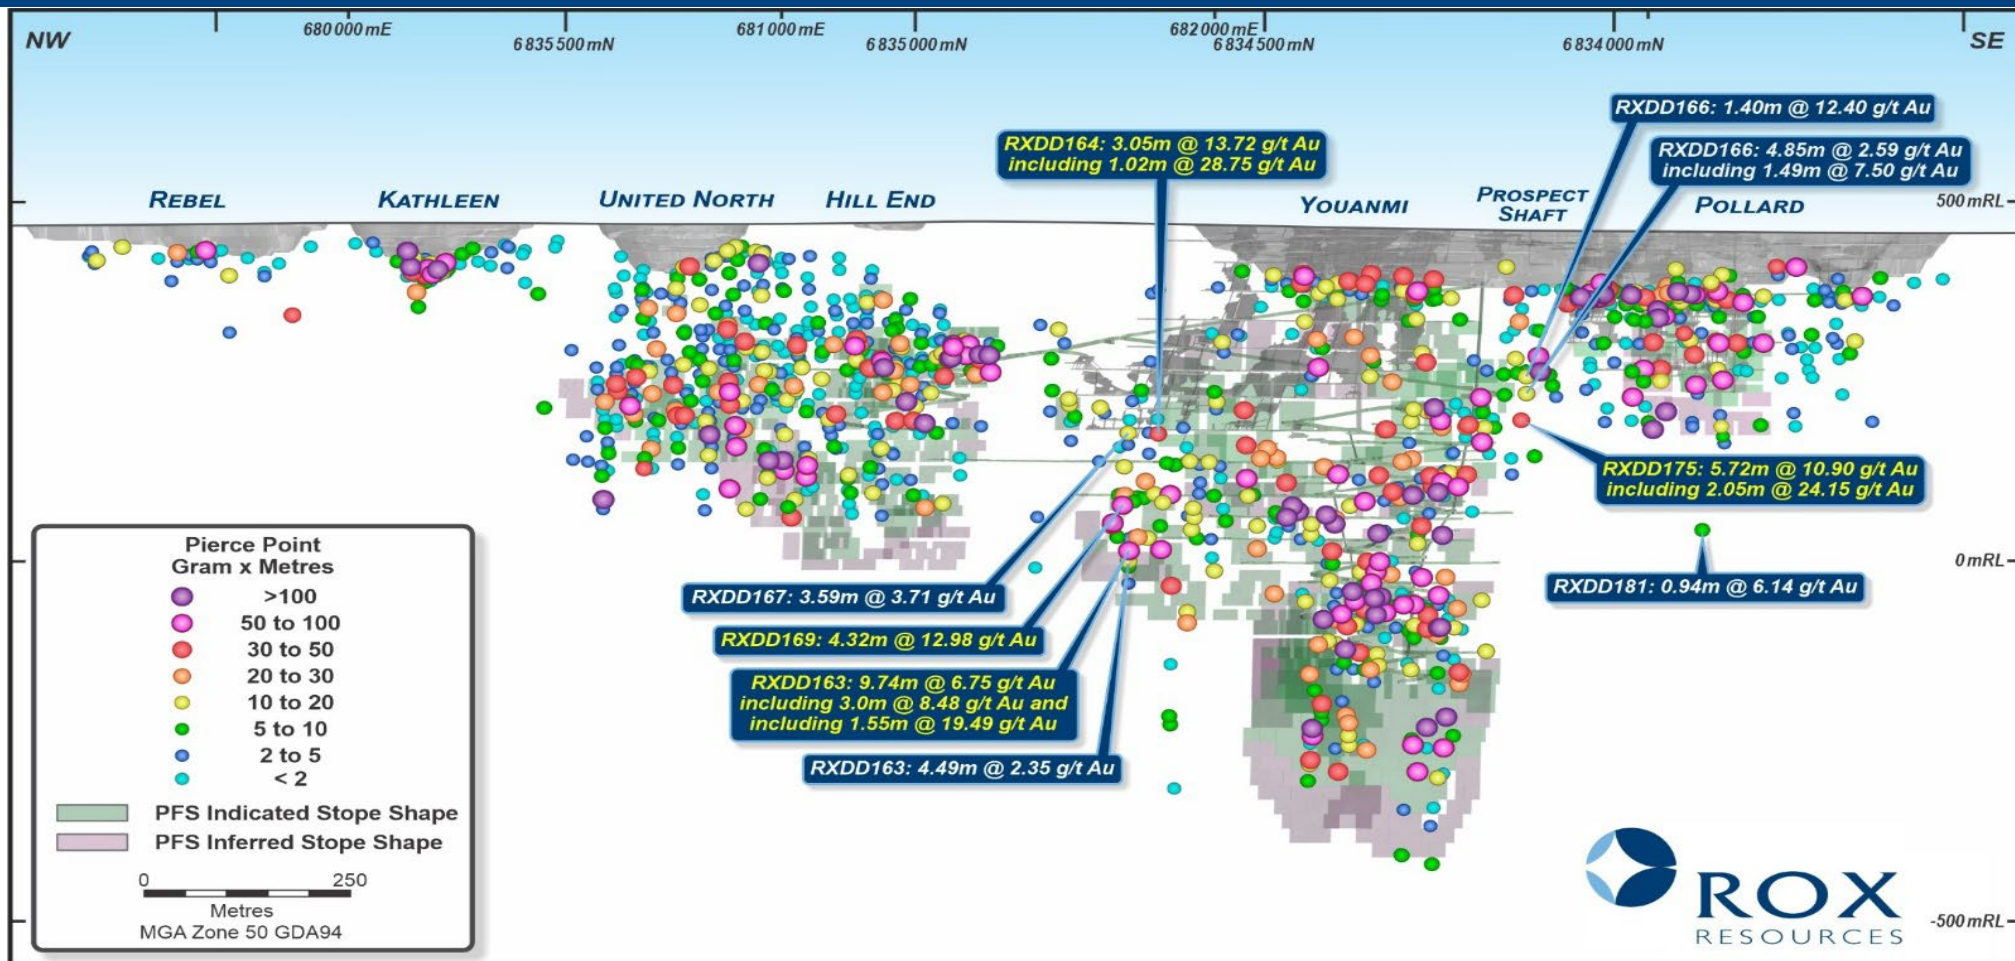 NW
680 000 mE
6 835 500 mN
681 000 mE
6 835 000 mN
682 000 mE
6 834 500 mN
6 834 000 mN
SE
RXDD166: 1.40m @ 12.40 g/t Au
RXDD164: 3.05m @ 13.72 g/t Au
including 1.02m @ 28.75 g/t Au
RXDD166: 4.85m @ 2.59 g/t Au
including 1.49m @ 7.50 g/t Au
REBEL
KATHLEEN
UNITED NORTH
HILL END
YOUANMI
PROSPECT
SHAFT
POLLARD
500 mRL
RXDD175: 5.72m @ 10.90 g/t Au
including 2.05m @ 24.15 g/t Au
0 mRL
RXDD181: 0.94m @ 6.14 g/t Au
RXDD167: 3.59m @ 3.71 g/t Au
RXDD169: 4.32m @ 12.98 g/t Au
RXDD163: 9.74m @ 6.75 g/t Au
including 3.0m @ 8.48 g/t Au and
including 1.55m @ 19.49 g/t Au
RXDD163: 4.49m @ 2.35 g/t Au
Pierce Point
Gram x Metres
>100
50 to 100
30 to 50
20 to 30
10 to 20
5 to 10
2 to 5
< 2
PFS Indicated Stope Shape
PFS Inferred Stope Shape
0 250
Metres
MGA Zone 50 GDA94
ROX
RESOURCES
-500 mRL